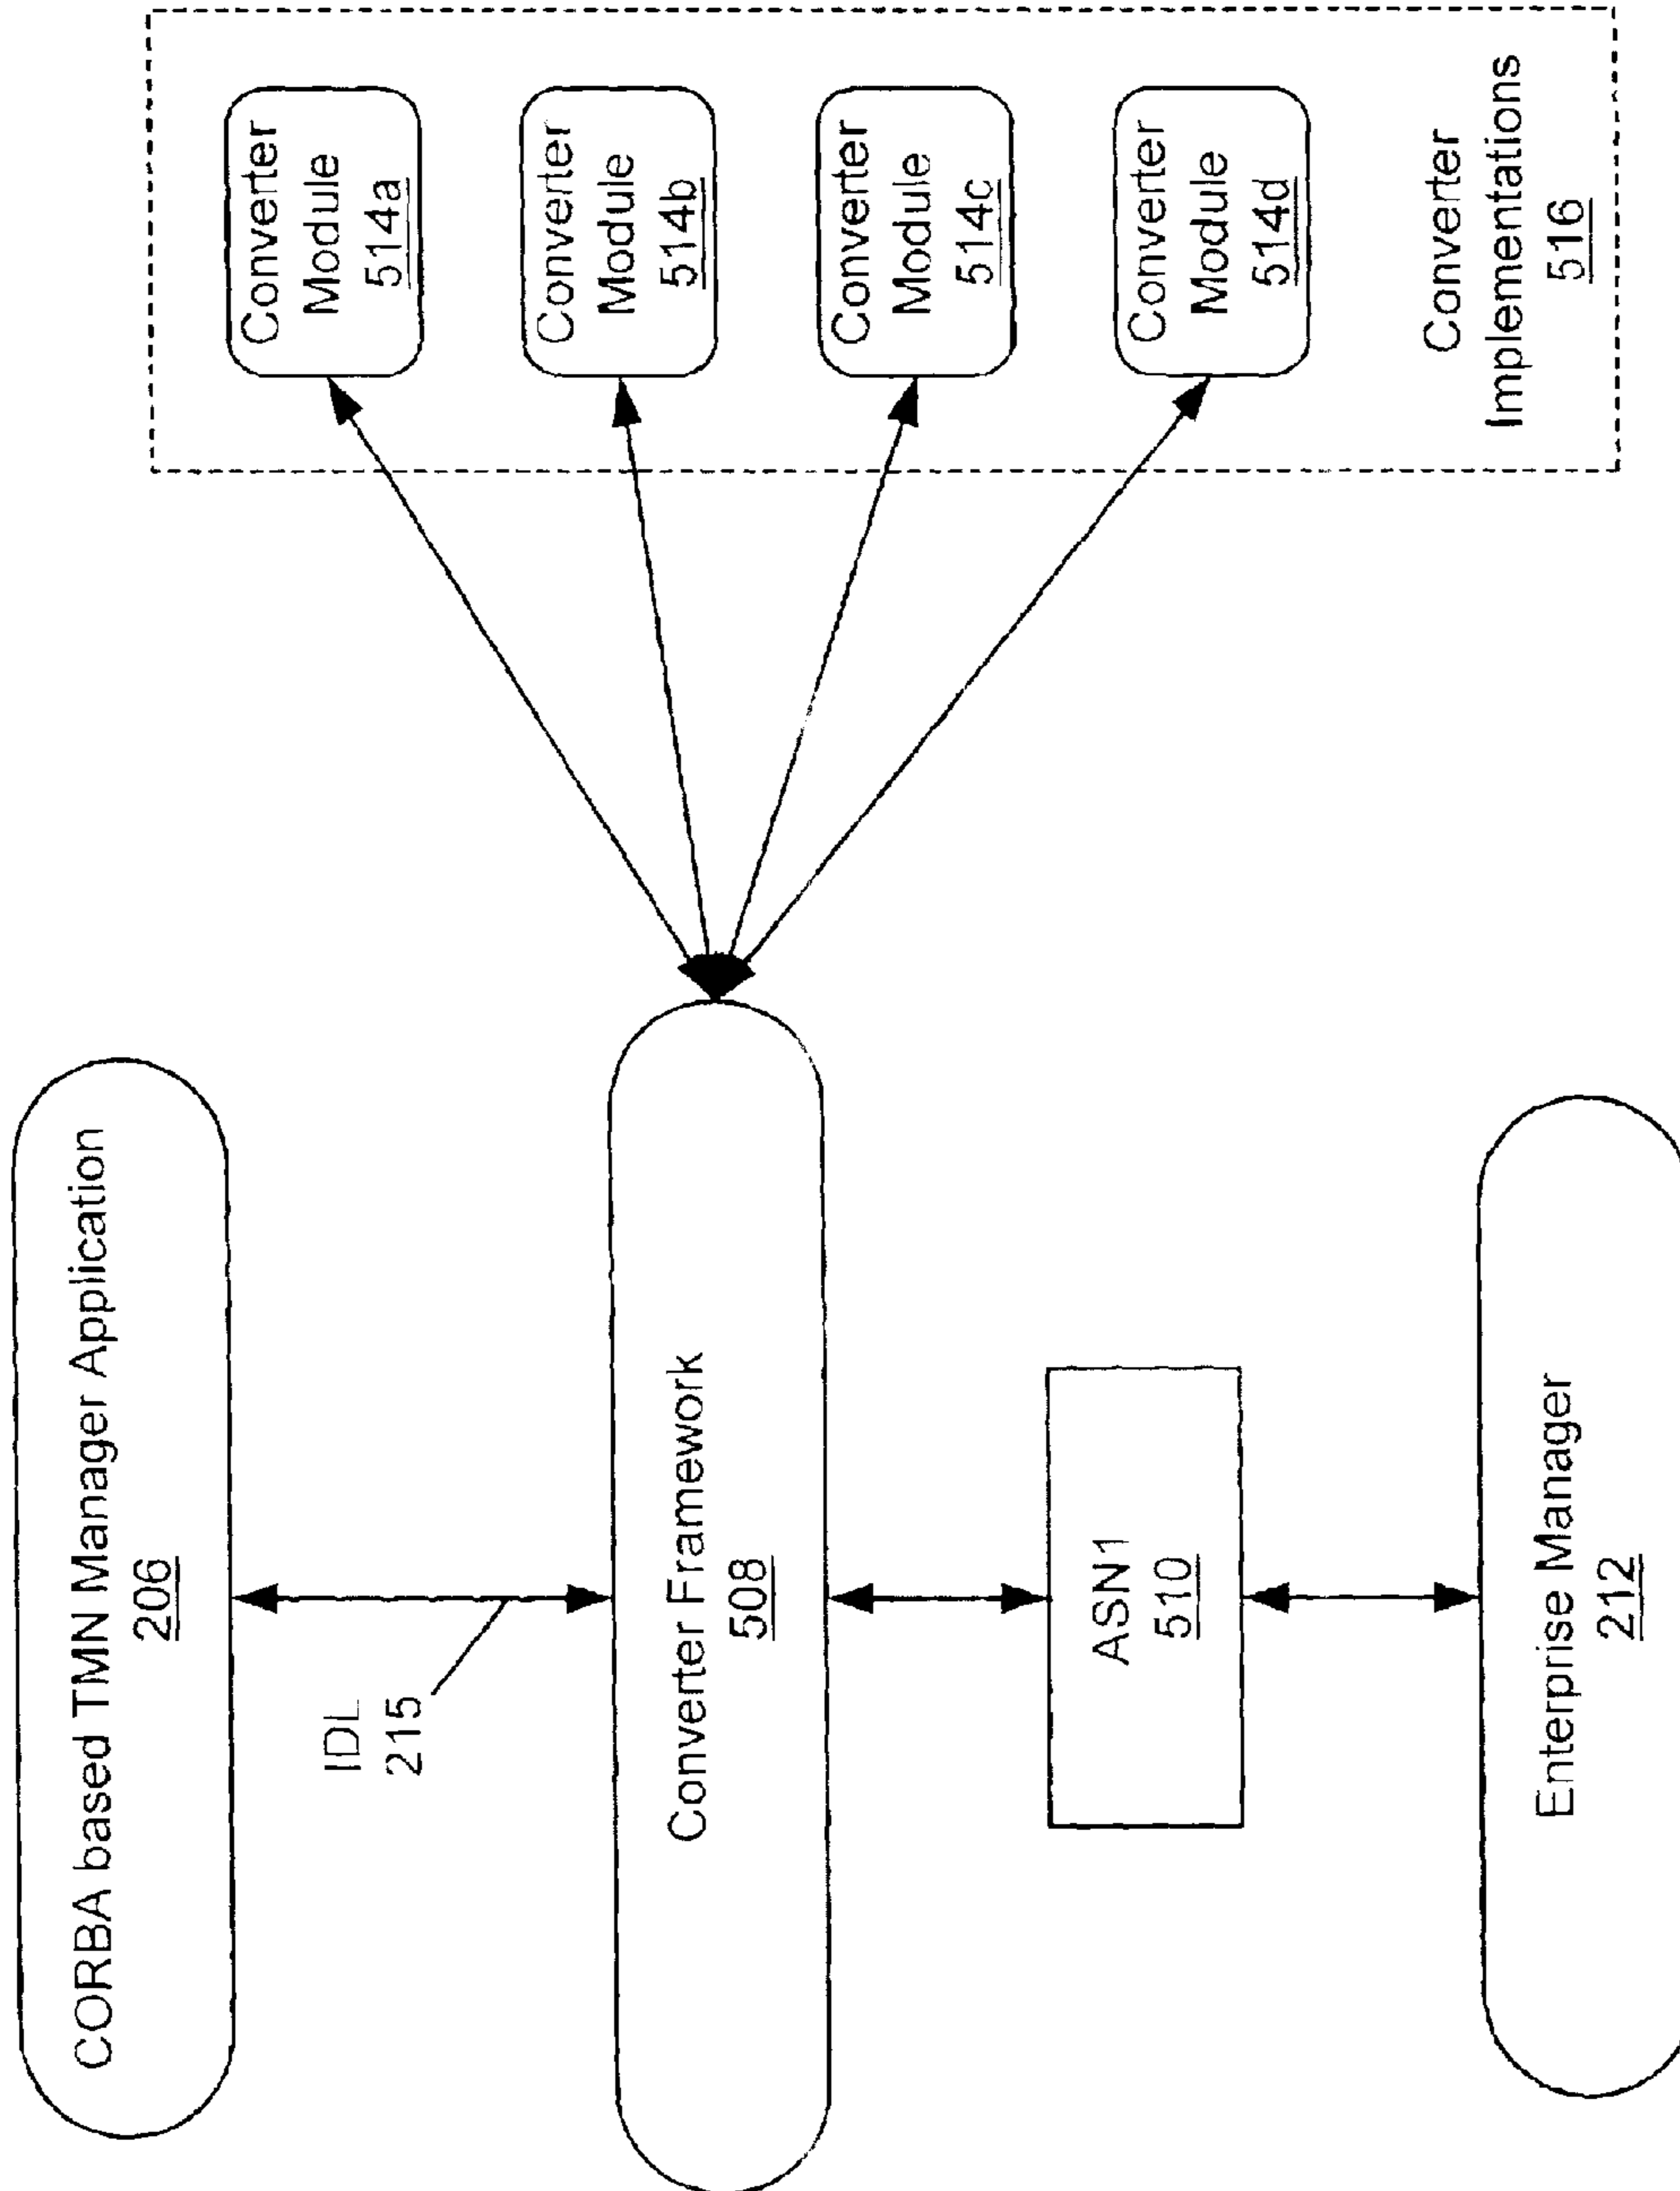 CORBA based TMN Manager Application
206
IDL
215
Converter Framework
508
ASN1
510
Enterprise Manager
212
Converter
Module
514a
Converter
Module
514b
Converter
Module
514c
Converter
Module
514d
Converter
Implementations
516